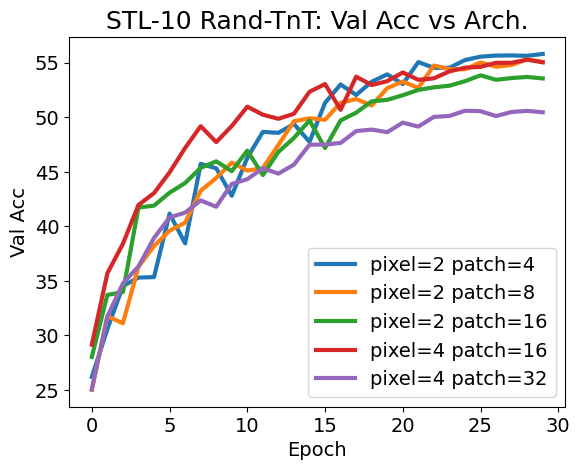 STL-10 Rand-TnT: Val Acc vs Arch.
Val Acc
55
50
45
40
35
30
25
pixel=2 patch=4
pixel=2 patch=8
pixel=2 patch=16
pixel=4 patch=16
pixel=4 patch=32
0 5 10 15 20 25 30
Epoch